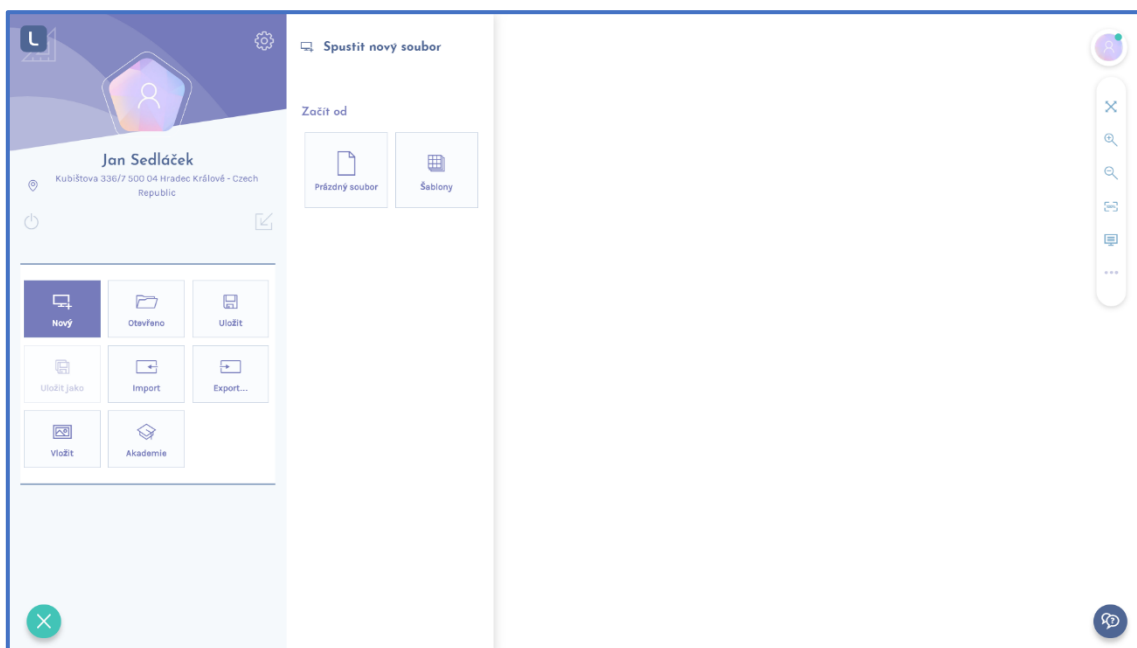 L
Spustit nový soubor
Začít od
Prázdný soubor
Šablony
Jan Sedláček
Kubištova 336/7 500 04 Hradec Králové - Czech
Republic
Nový
Otevřeno
Uložit
Uložit jako
Import
Export...
Vložit
Akademie